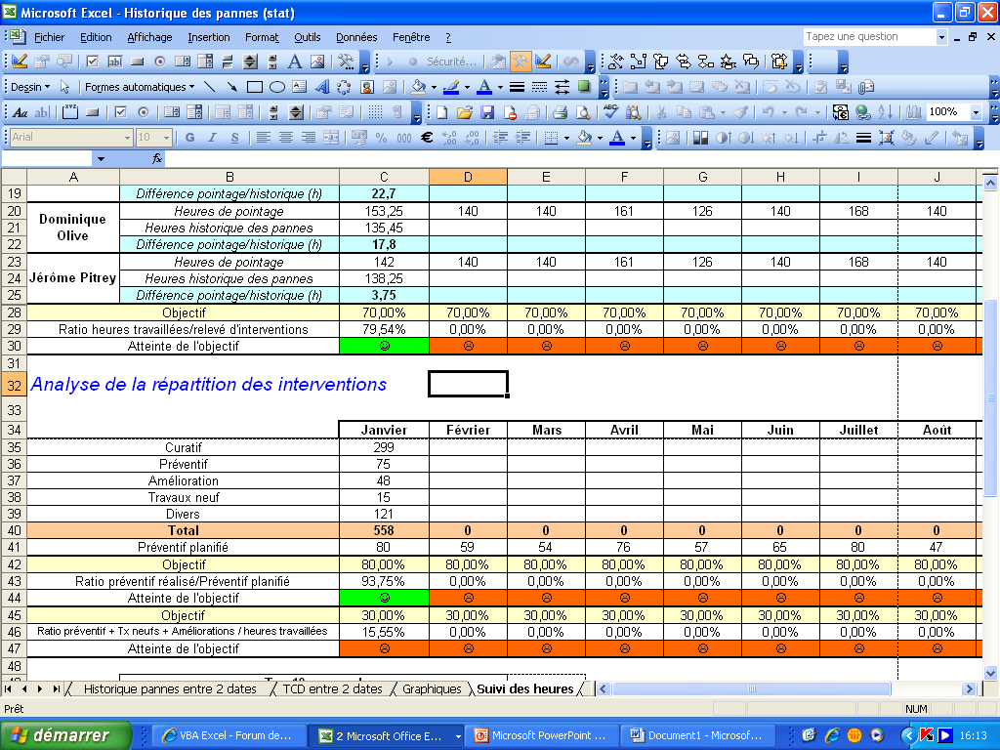 Microsoft Excel - Historique des pannes (stat)
Fichier Edition Affichage Insertion Format Outils Données Fenêtre ? Tapez une question
Sécurité...
Dessin Formes automatiques
100%
Arial 10 G I S % 000 €
fx
A B C D E F G H I J
19 Différence pointage/historique (h) 22,7
20 Heures de pointage 153,25 140 140 161 126 140 168 140
Dominique Olive
21 Heures historique des pannes 135,45
22 Différence pointage/historique (h) 17,8
23 Heures de pointage 142 140 140 161 126 140 168 140
24 Jérôme Pitrey Heures historique des pannes 138,25
25 Différence pointage/historique (h) 3,75
28 Objectif 70,00% 70,00% 70,00% 70,00% 70,00% 70,00% 70,00% 70,00%
29 Ratio heures travaillées/relevé d'interventions 79,54% 0,00% 0,00% 0,00% 0,00% 0,00% 0,00% 0,00%
30 Atteinte de l'objectif ☺ ☹ ☹ ☹ ☹ ☹ ☹ ☹
31
32 Analyse de la répartition des interventions
33
34 Janvier Février Mars Avril Mai Juin Juillet Août
35 Curatif 299
36 Préventif 75
37 Amélioration 48
38 Travaux neuf 15
39 Divers 121
40 Total 558 0 0 0 0 0 0 0
41 Préventif planifié 80 59 54 76 57 65 80 47
42 Objectif 80,00% 80,00% 80,00% 80,00% 80,00% 80,00% 80,00% 80,00%
43 Ratio préventif réalisé/Préventif planifié 93,75% 0,00% 0,00% 0,00% 0,00% 0,00% 0,00% 0,00%
44 Atteinte de l'objectif ☺ ☹ ☹ ☹ ☹ ☹ ☹ ☹
45 Objectif 30,00% 30,00% 30,00% 30,00% 30,00% 30,00% 30,00% 30,00%
46 Ratio préventif + Tx neufs + Améliorations / heures travaillées 15,55% 0,00% 0,00% 0,00% 0,00% 0,00% 0,00% 0,00%
47 Atteinte de l'objectif ☹ ☹ ☹ ☹ ☹ ☹ ☹ ☹
48
Historique pannes entre 2 dates TCD entre 2 dates Graphiques Suivi des heures
Prêt NUM
démarrer VBA Excel - Forum de... 2 Microsoft Office E... Microsoft PowerPoint ... Document1 - Microsof... 16:13